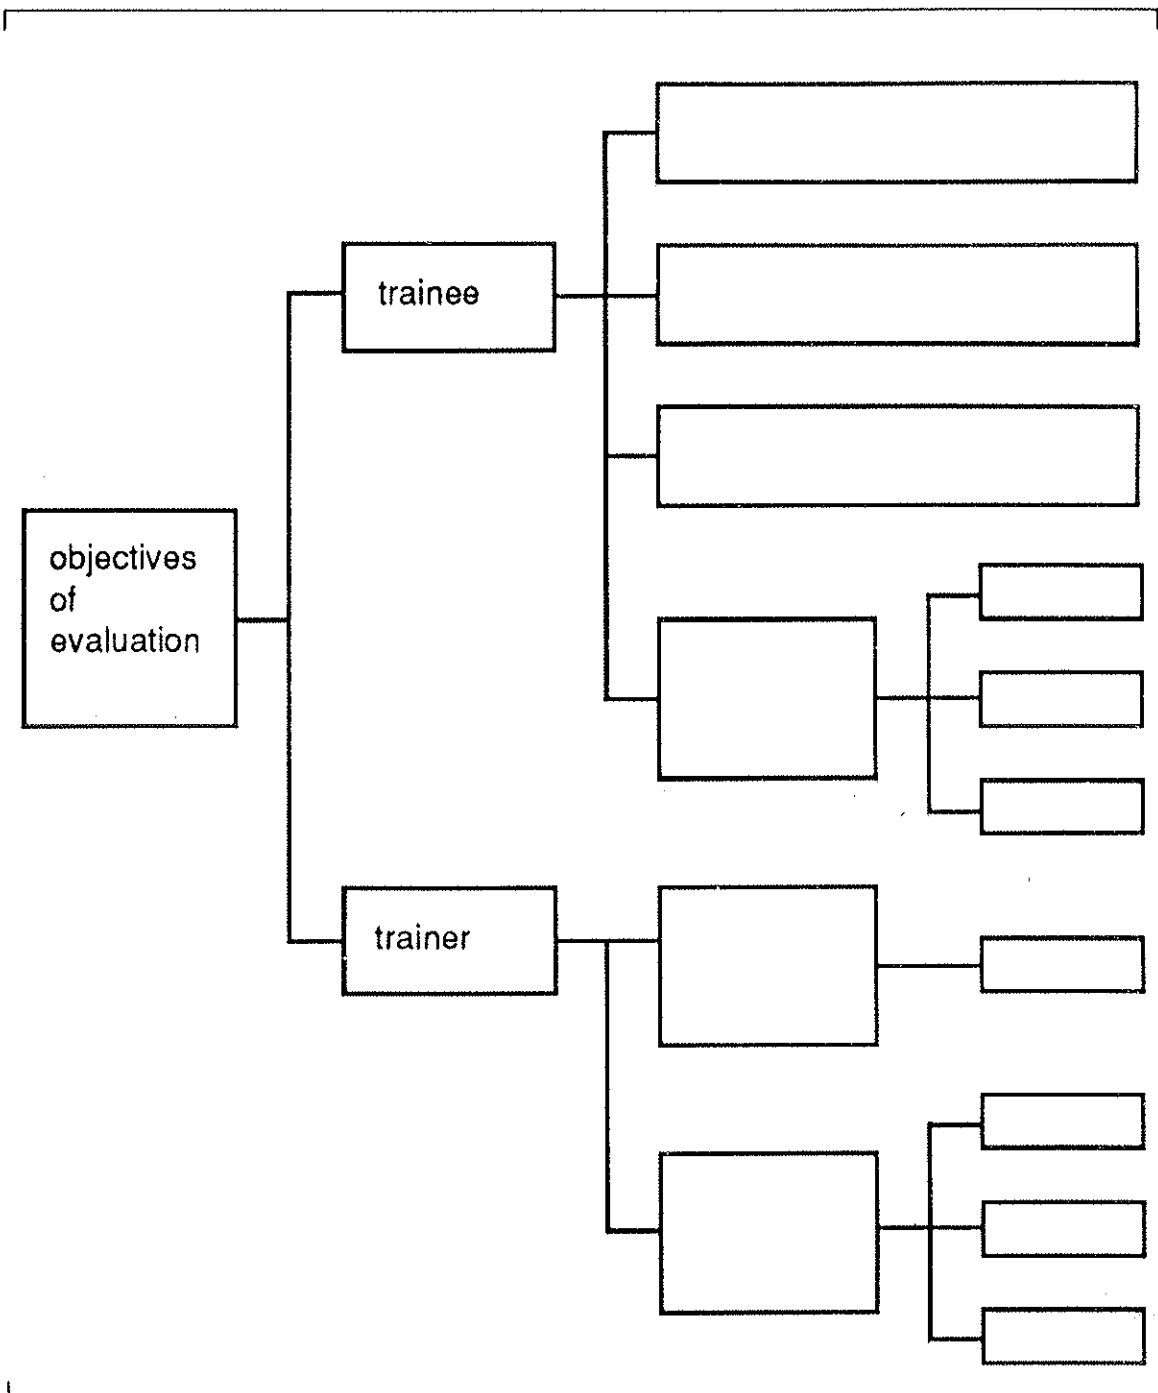 trainee
objectives
of
evaluation
trainer